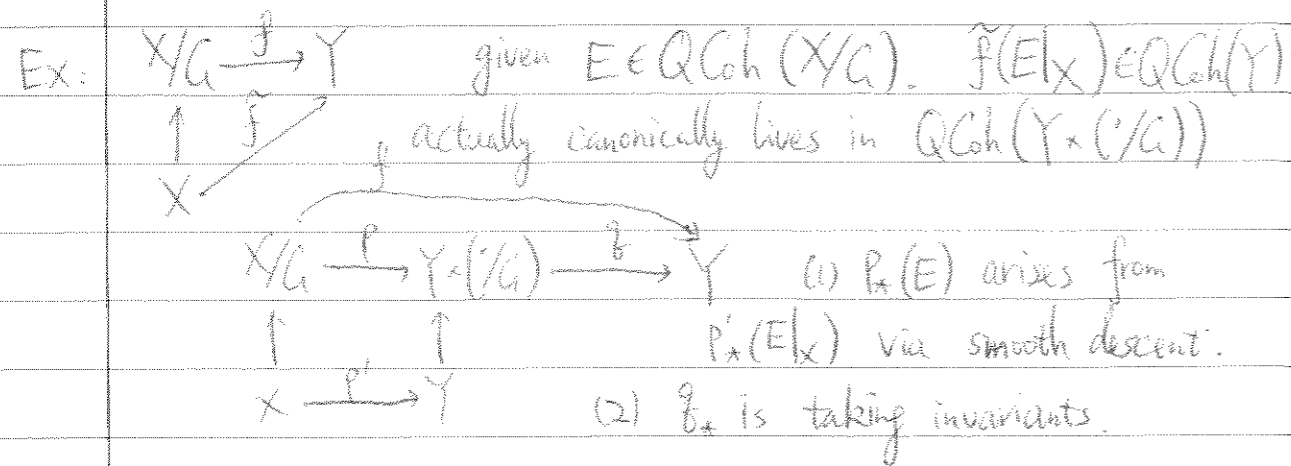 Ex: X/G →^f Y given E ∈ QCoh(X/G). f̃(E|_X) ∈ QCoh(Y)
↑ f̃ actually canonically lives in QCoh(Y × (·/G))
X f
X/G →^p Y × (·/G) →^q Y (1) p_*(E) arises from
↑ ↑ p'_*(E|_X) via smooth descent.
X →^p' Y (2) q_* is taking invariants.